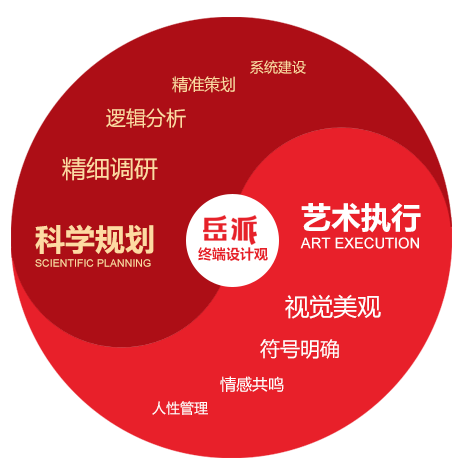 系统建设
精准策划
逻辑分析
精细调研
科学规划
SCIENTIFIC PLANNING
岳派
终端设计观
艺术执行
ART EXECUTION
视觉美观
符号明确
情感共鸣
人性管理